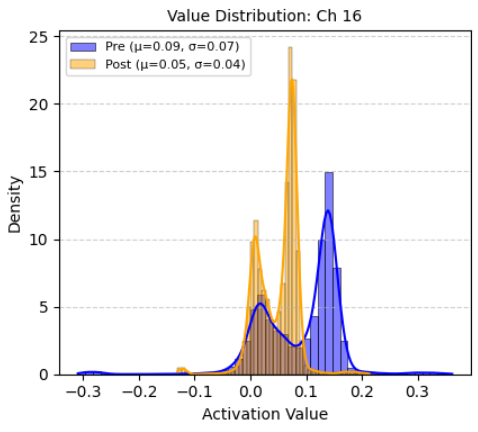 Value Distribution: Ch 16
Pre (μ=0.09, σ=0.07)
Post (μ=0.05, σ=0.04)
Density
25
20
15
10
5
0
−0.3 −0.2 −0.1 0.0 0.1 0.2 0.3
Activation Value